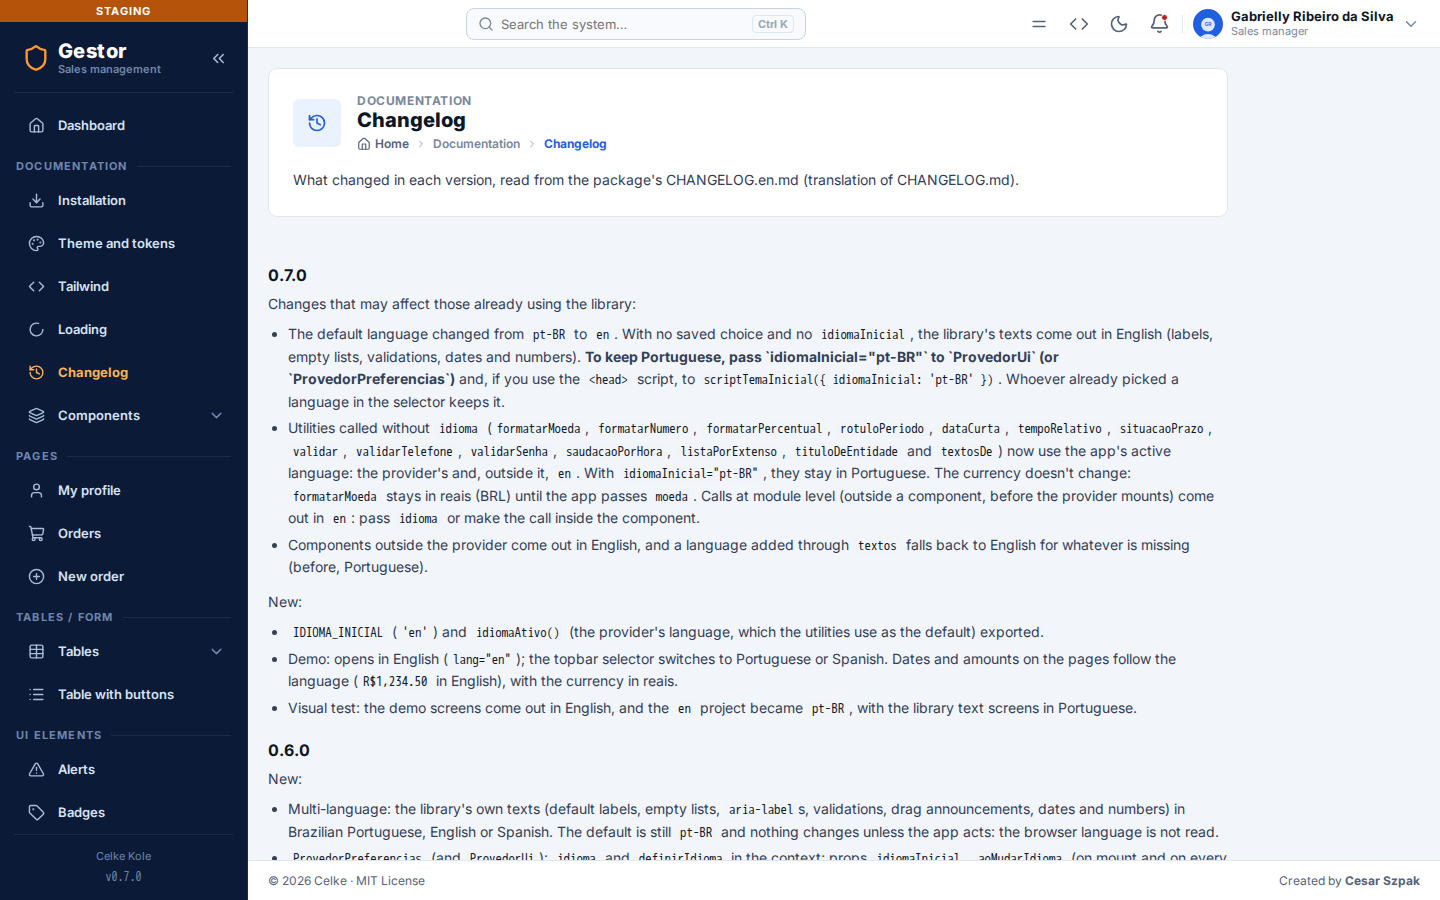 STAGING
Gestor
Sales management
Dashboard
DOCUMENTATION
Installation
Theme and tokens
Tailwind
Loading
Changelog
Components
PAGES
My profile
Orders
New order
TABLES / FORM
Tables
Table with buttons
UI ELEMENTS
Alerts
Badges
Celke Kole
v0.7.0
Search the system...
Ctrl K
GR
Gabrielly Ribeiro da Silva
Sales manager
DOCUMENTATION
Changelog
Home > Documentation > Changelog
What changed in each version, read from the package's CHANGELOG.en.md (translation of CHANGELOG.md).
0.7.0
Changes that may affect those already using the library:
• The default language changed from pt-BR to en . With no saved choice and no idiomaInicial , the library's texts come out in English (labels,
empty lists, validations, dates and numbers). To keep Portuguese, pass `idiomaInicial="pt-BR"` to `ProvedorUi` (or
`ProvedorPreferencias`) and, if you use the <head> script, to scriptTemaInicial({ idiomaInicial: 'pt-BR' }) . Whoever already picked a
language in the selector keeps it.
• Utilities called without idioma ( formatarMoeda , formatarNumero , formatarPercentual , rotuloPeriodo , dataCurta , tempoRelativo , situacaoPrazo ,
validar , validarTelefone , validarSenha , saudacaoPorHora , listaPorExtenso , tituloDeEntidade and textosDe ) now use the app's active
language: the provider's and, outside it, en . With idiomaInicial="pt-BR" , they stay in Portuguese. The currency doesn't change:
formatarMoeda stays in reais (BRL) until the app passes moeda . Calls at module level (outside a component, before the provider mounts) come
out in en : pass idioma or make the call inside the component.
• Components outside the provider come out in English, and a language added through textos falls back to English for whatever is missing
(before, Portuguese).
New:
• IDIOMA_INICIAL ( 'en' ) and idiomaAtivo() (the provider's language, which the utilities use as the default) exported.
• Demo: opens in English ( lang="en" ); the topbar selector switches to Portuguese or Spanish. Dates and amounts on the pages follow the
language ( R$1,234.50 in English), with the currency in reais.
• Visual test: the demo screens come out in English, and the en project became pt-BR , with the library text screens in Portuguese.
0.6.0
New:
• Multi-language: the library's own texts (default labels, empty lists, aria-label s, validations, drag announcements, dates and numbers) in
Brazilian Portuguese, English or Spanish. The default is still pt-BR and nothing changes unless the app acts: the browser language is not read.
• ProvedorPreferencias (and ProvedorUi ): idioma and definirIdioma in the context; props idiomaInicial , aoMudarIdioma (on mount and on every
© 2026 Celke · MIT License
Created by Cesar Szpak